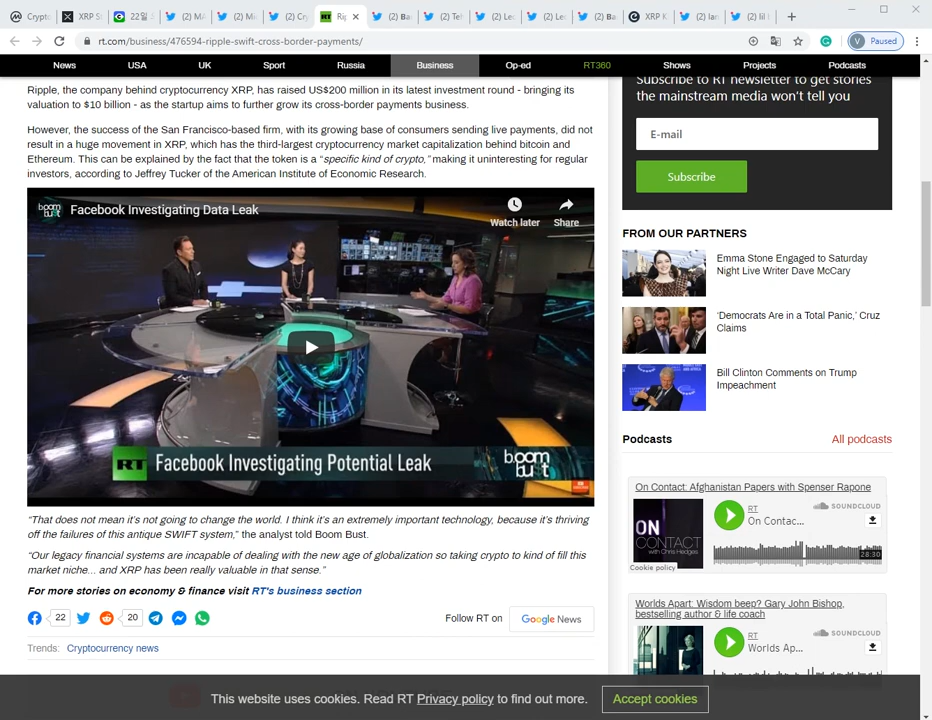 Crypto
XRP S
22일
(2) MA
(2) Mi
(2) Cry
RT
Rip
(2) Ba
(2) Teh
(2) Leo
(2) Leo
(2) Ba
XRP K
(2) Ian
(2) lil
rt.com/business/476594-ripple-swift-cross-border-payments/
V Paused
News USA UK Sport Russia Business Op-ed RT360 Shows Projects Podcasts
Ripple, the company behind cryptocurrency XRP, has raised US$200 million in its latest investment round - bringing its
valuation to $10 billion - as the startup aims to further grow its cross-border payments business.
However, the success of the San Francisco-based firm, with its growing base of consumers sending live payments, did not
result in a huge movement in XRP, which has the third-largest cryptocurrency market capitalization behind bitcoin and
Ethereum. This can be explained by the fact that the token is a “specific kind of crypto,” making it uninteresting for regular
investors, according to Jeffrey Tucker of the American Institute of Economic Research.
boom bust
Facebook Investigating Data Leak
Watch later
Share
RT Facebook Investigating Potential Leak
boom bust
“That does not mean it’s not going to change the world. I think it’s an extremely important technology, because it’s thriving
off the failures of this antique SWIFT system,” the analyst told Boom Bust.
“Our legacy financial systems are incapable of dealing with the new age of globalization so taking crypto to kind of fill this
market niche... and XRP has been really valuable in that sense.”
For more stories on economy & finance visit RT's business section
22
20
Follow RT on
Google News
Trends: Cryptocurrency news
Subscribe to RT newsletter to get stories
the mainstream media won’t tell you
E-mail
Subscribe
FROM OUR PARTNERS
Emma Stone Engaged to Saturday
Night Live Writer Dave McCary
‘Democrats Are in a Total Panic,’ Cruz
Claims
Bill Clinton Comments on Trump
Impeachment
Podcasts
All podcasts
On Contact: Afghanistan Papers with Spenser Rapone
ON
CONTACT
with Chris Hedges
RT
On Contac...
SOUNDCLOUD
28:30
Cookie policy
Worlds Apart: Wisdom beep? Gary John Bishop,
bestselling author & life coach
RT
Worlds Ap...
SOUNDCLOUD
This website uses cookies. Read RT Privacy policy to find out more.
Accept cookies